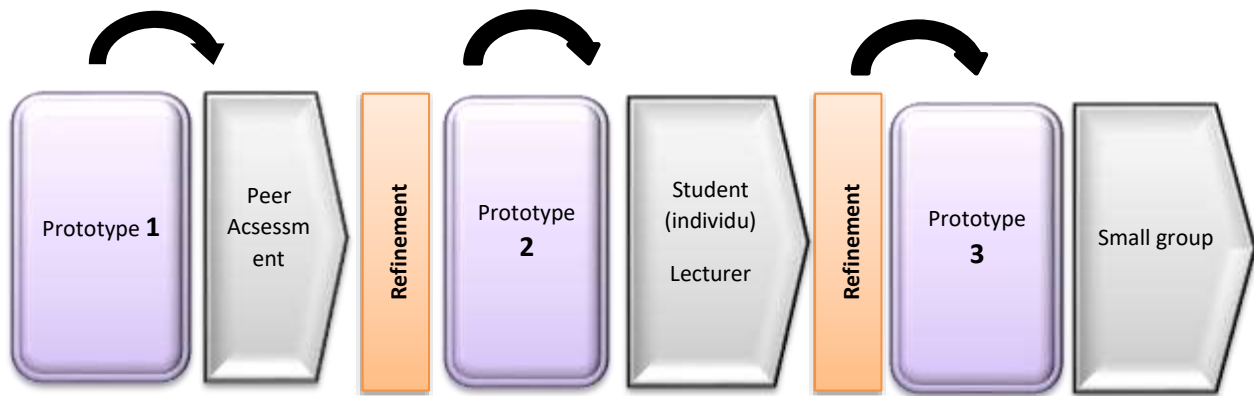 Prototype 1
Peer
Acsessm
ent
Refinement
Prototype
2
Student
(individu)
Lecturer
Refinement
Prototype
3
Small group